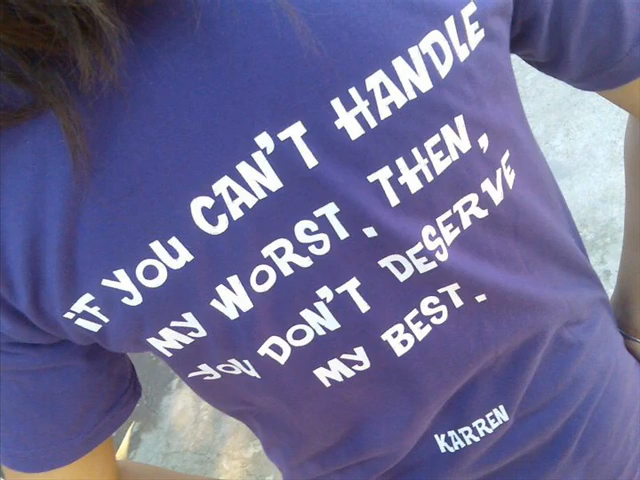 iF YOU CAN'T HANDLE
MY WORST. THEN,
YOU DON'T DESERVE
MY BEST.
KARREN